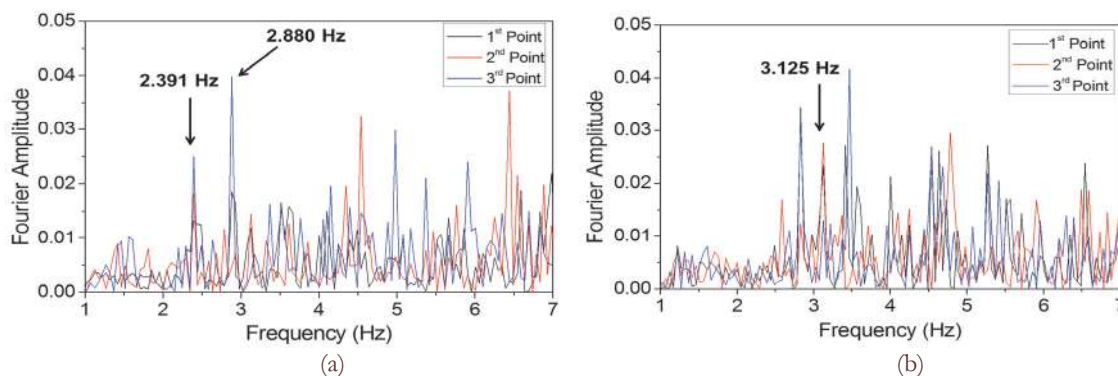 0.05
0.04
0.03
0.02
0.01
0.00
Fourier Amplitude
2.880 Hz
2.391 Hz
1st Point
2nd Point
3rd Point
1 2 3 4 5 6 7
Frequency (Hz)
(a)
0.05
0.04
0.03
0.02
0.01
0.00
Fourier Amplitude
3.125 Hz
1st Point
2nd Point
3rd Point
1 2 3 4 5 6 7
Frequency (Hz)
(b)